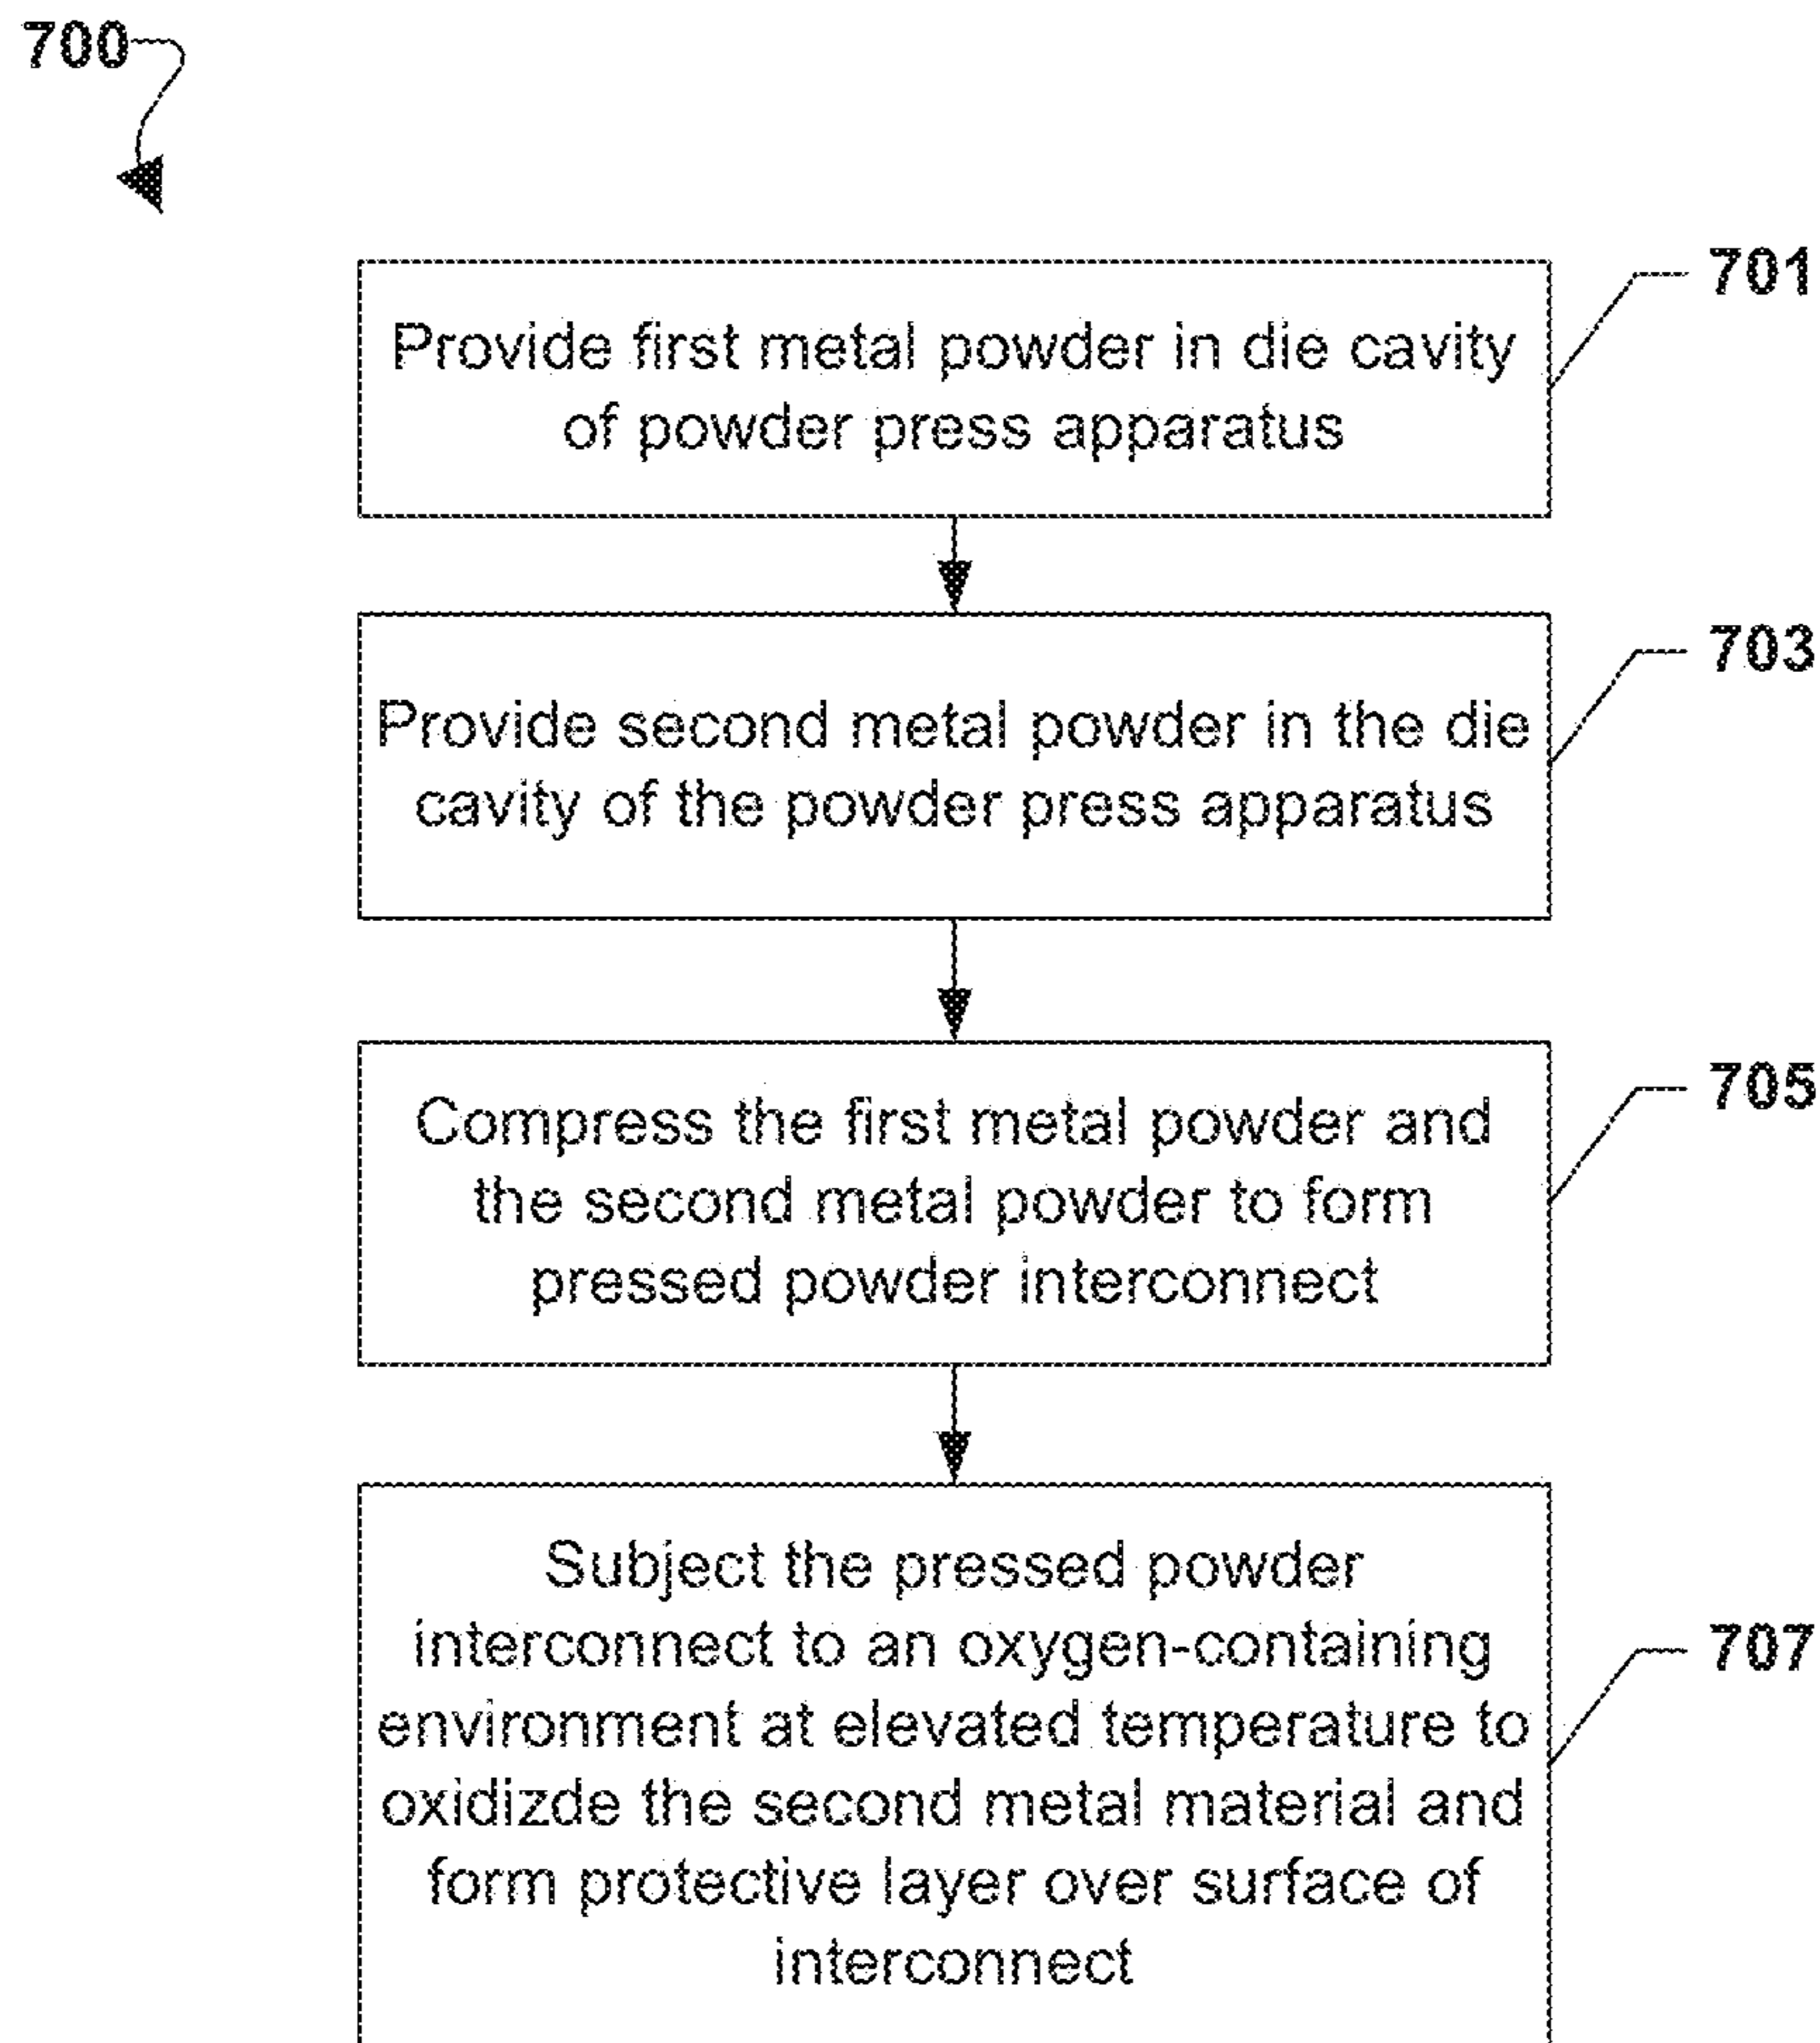 700
701
Provide first metal powder in die cavity
of powder press apparatus
703
Provide second metal powder in the die
cavity of the powder press apparatus
705
Compress the first metal powder and
the second metal powder to form
pressed powder interconnect
Subject the pressed powder
interconnect to an oxygen-containing
707
environment at elevated temperature to
oxidizde the second metal material and
form protective layer over surface of
interconnect